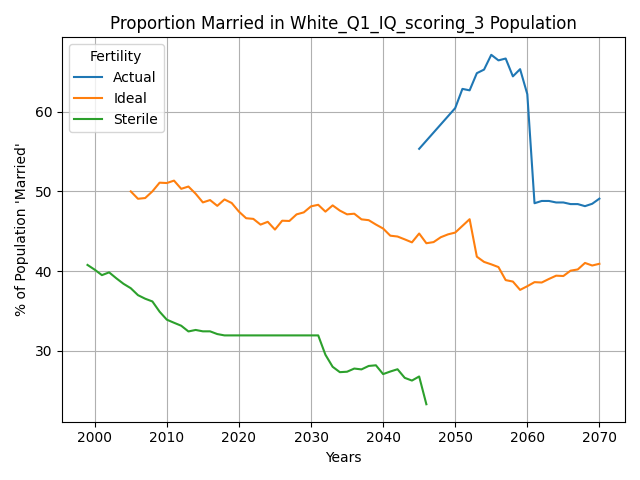 Proportion Married in White_Q1_IQ_scoring_3 Population
Fertility
Actual
Ideal
Sterile
% of Population 'Married'
60
50
40
30
2000 2010 2020 2030 2040 2050 2060 2070
Years